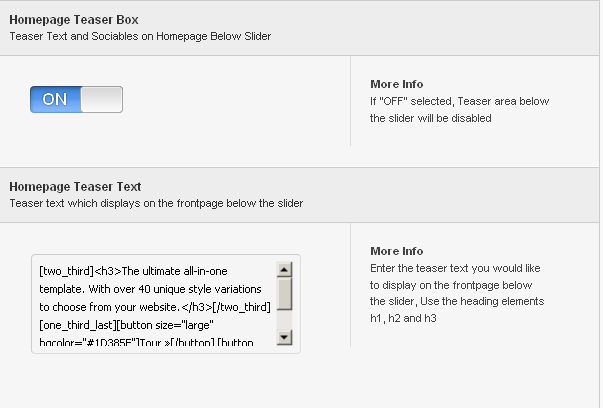 Homepage Teaser Box
Teaser Text and Sociables on Homepage Below Slider
ON
More Info
If "OFF" selected, Teaser area below
the slider will be disabled
Homepage Teaser Text
Teaser text which displays on the frontpage below the slider
[two_third]<h3>The ultimate all-in-one
template. With over 40 unique style variations
to choose from your website.</h3>[/two_third]
[one_third_last][button size="large"
bgcolor="#1D385E"]Tour »[/button] [button
More Info
Enter the teaser text you would like
to display on the frontpage below
the slider, Use the heading elements
h1, h2 and h3